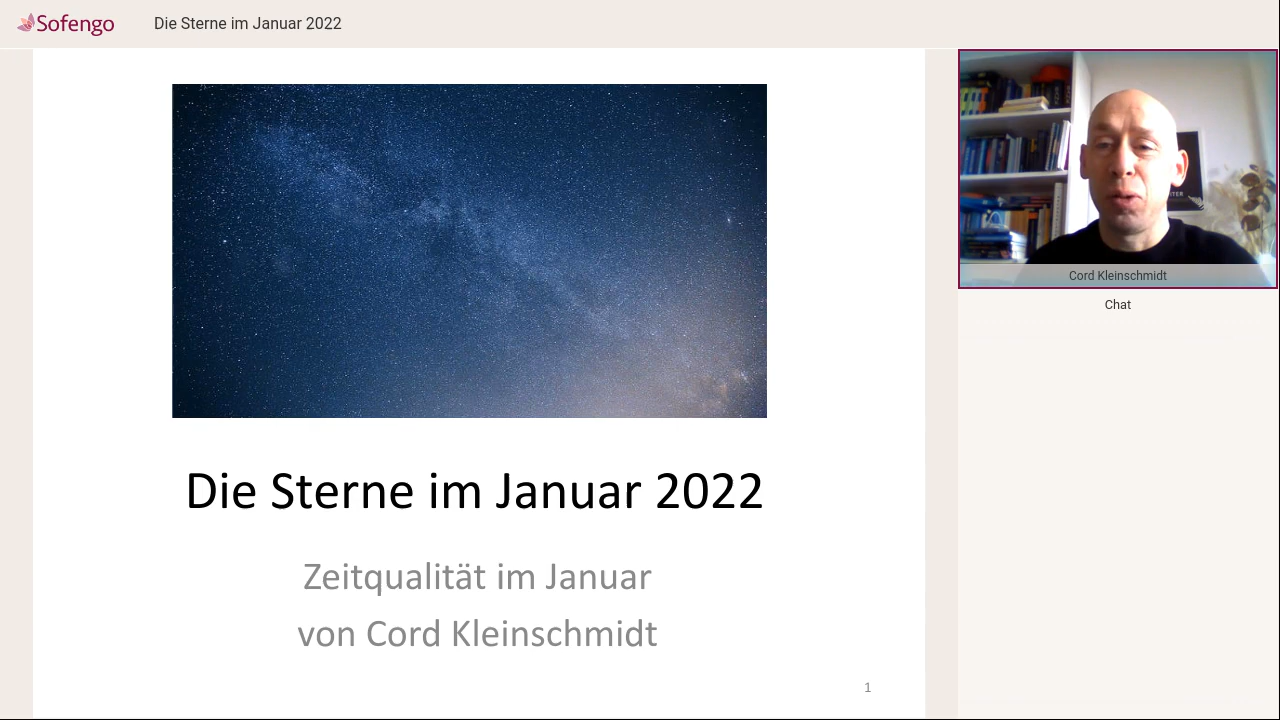 Sofengo
Die Sterne im Januar 2022
Die Sterne im Januar 2022
Zeitqualität im Januar
von Cord Kleinschmidt
1
Cord Kleinschmidt
Chat